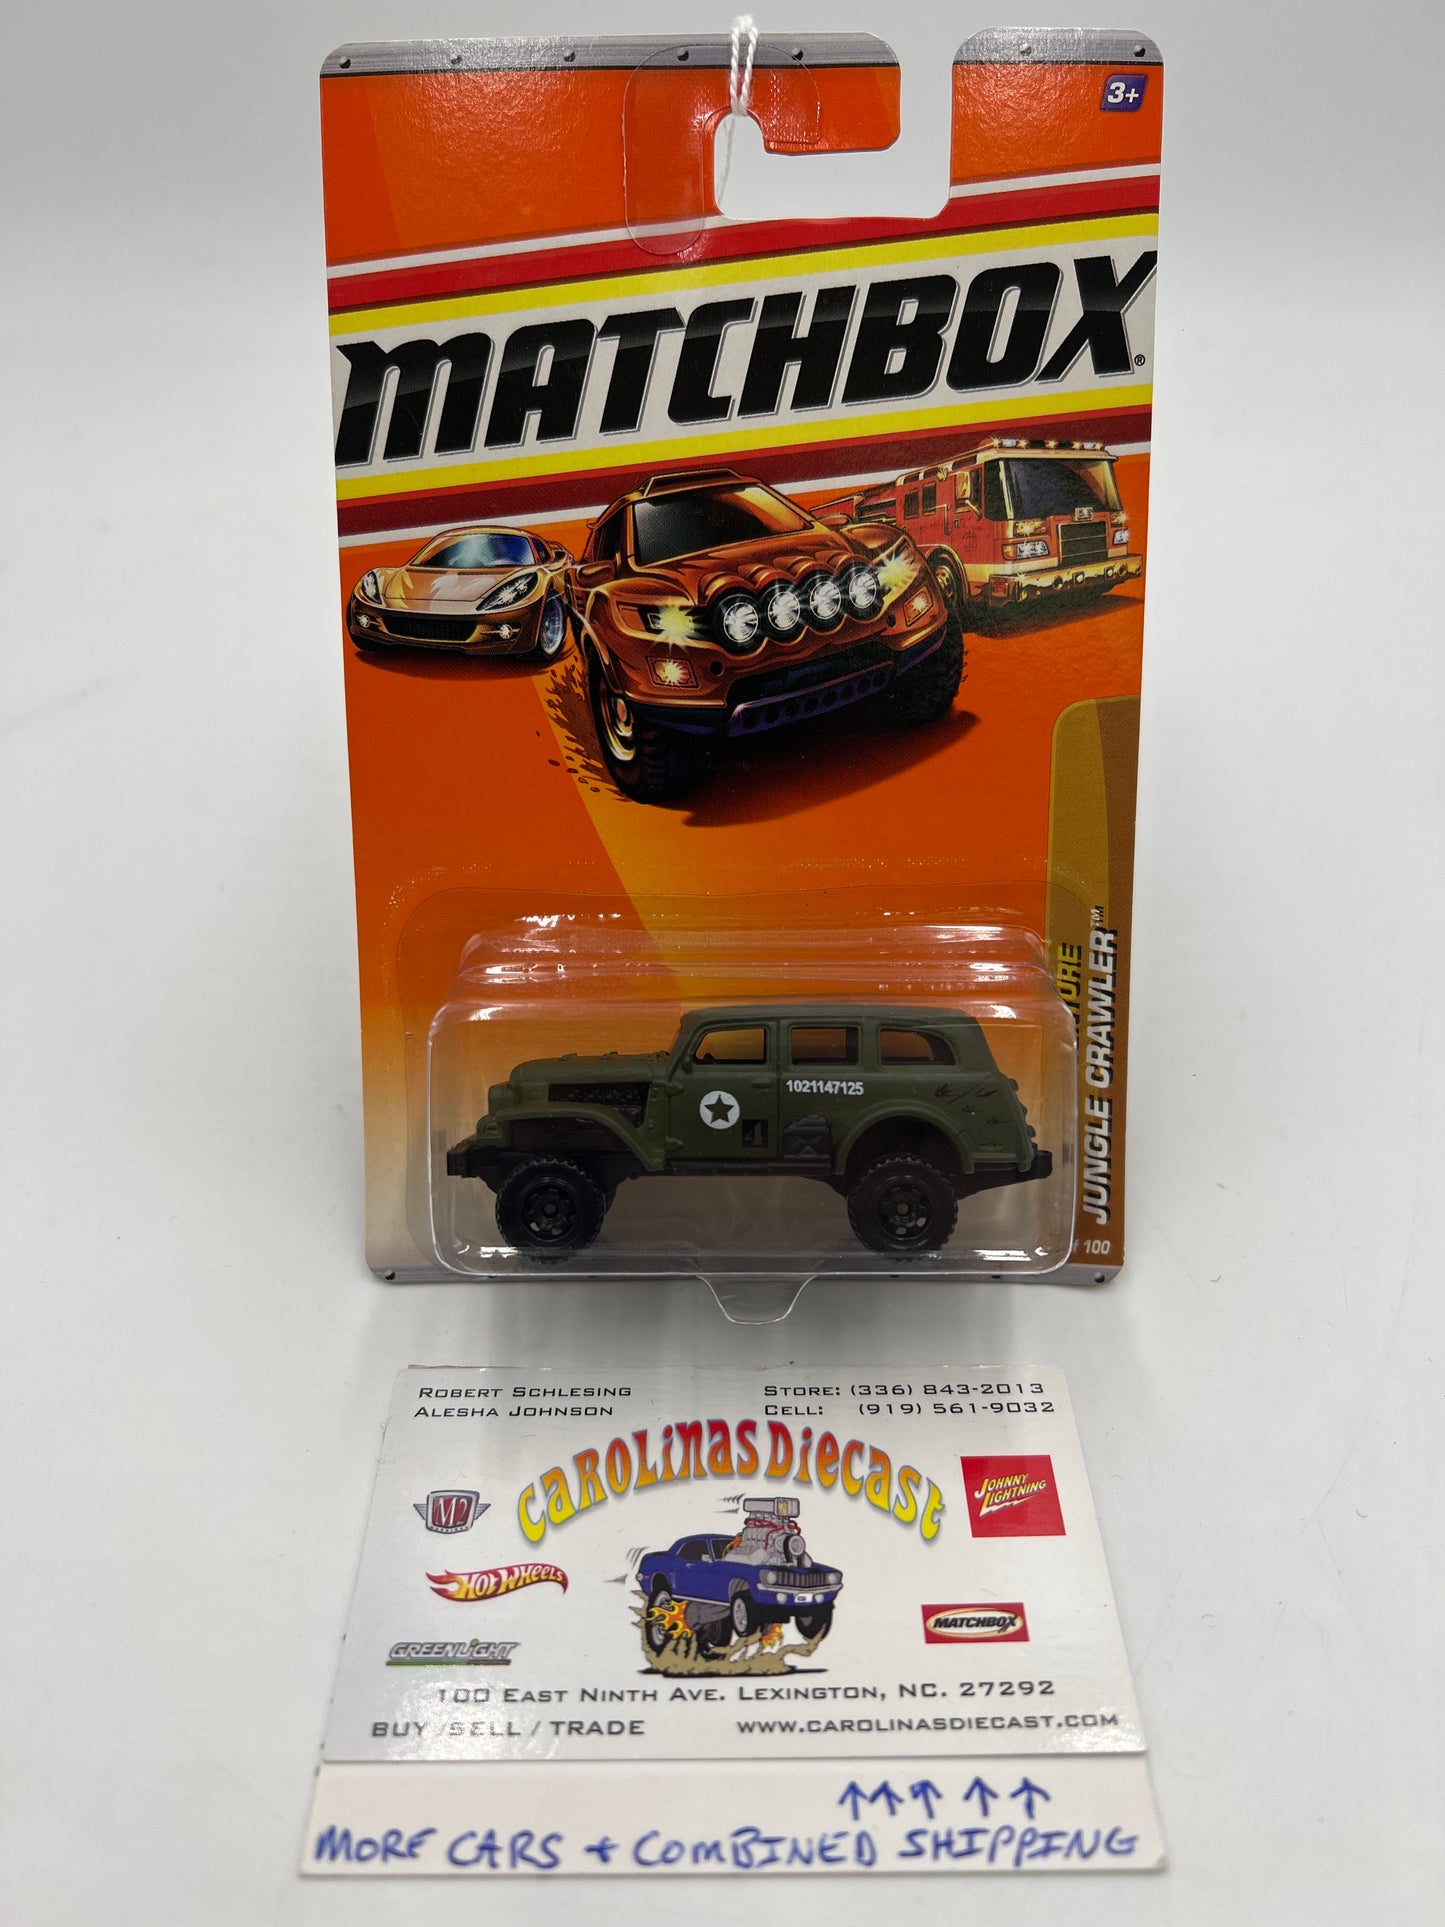 3+
MATCHBOX®
JUNGLE CRAWLER™
100
1021147125
4
ROBERT SCHLESING
ALESHA JOHNSON
STORE: (336) 843-2013
CELL: (919) 561-9032
CAROLINAS DIECAST
M2
JOHNNY LIGHTNING
HOT WHEELS
MATCHBOX
GREENLIGHT
100 EAST NINTH AVE. LEXINGTON, NC. 27292
BUY / SELL / TRADE
WWW.CAROLINASDIECAST.COM
MORE CARS + COMBINED SHIPPING